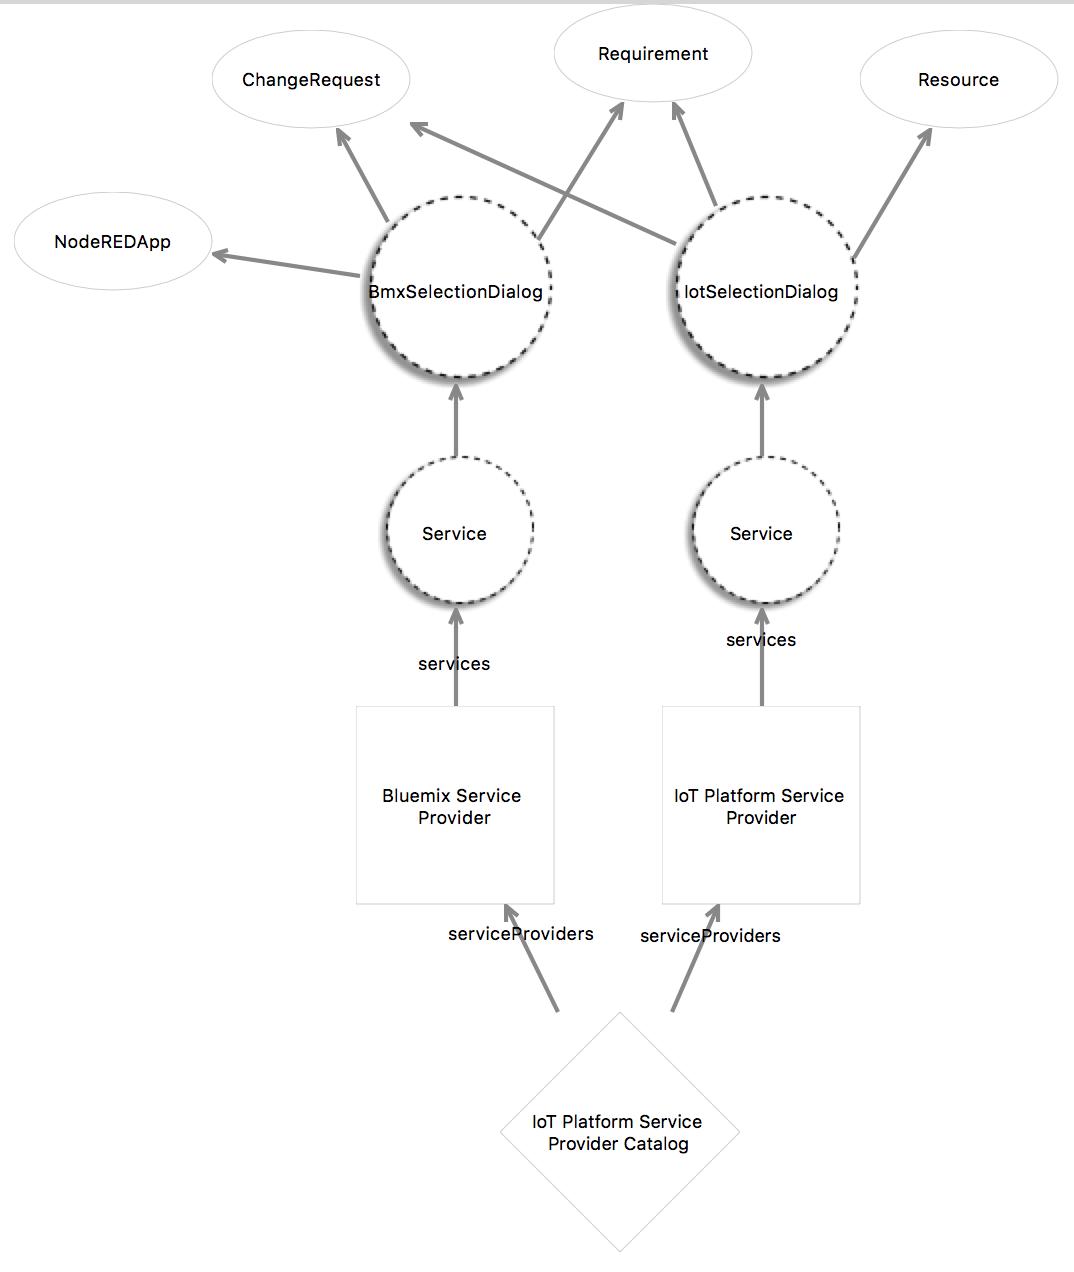 Requirement
ChangeRequest
Resource
NodeREDApp
BmxSelectionDialog
IotSelectionDialog
Service
Service
services
services
Bluemix Service
Provider
IoT Platform Service
Provider
serviceProviders
serviceProviders
IoT Platform Service
Provider Catalog